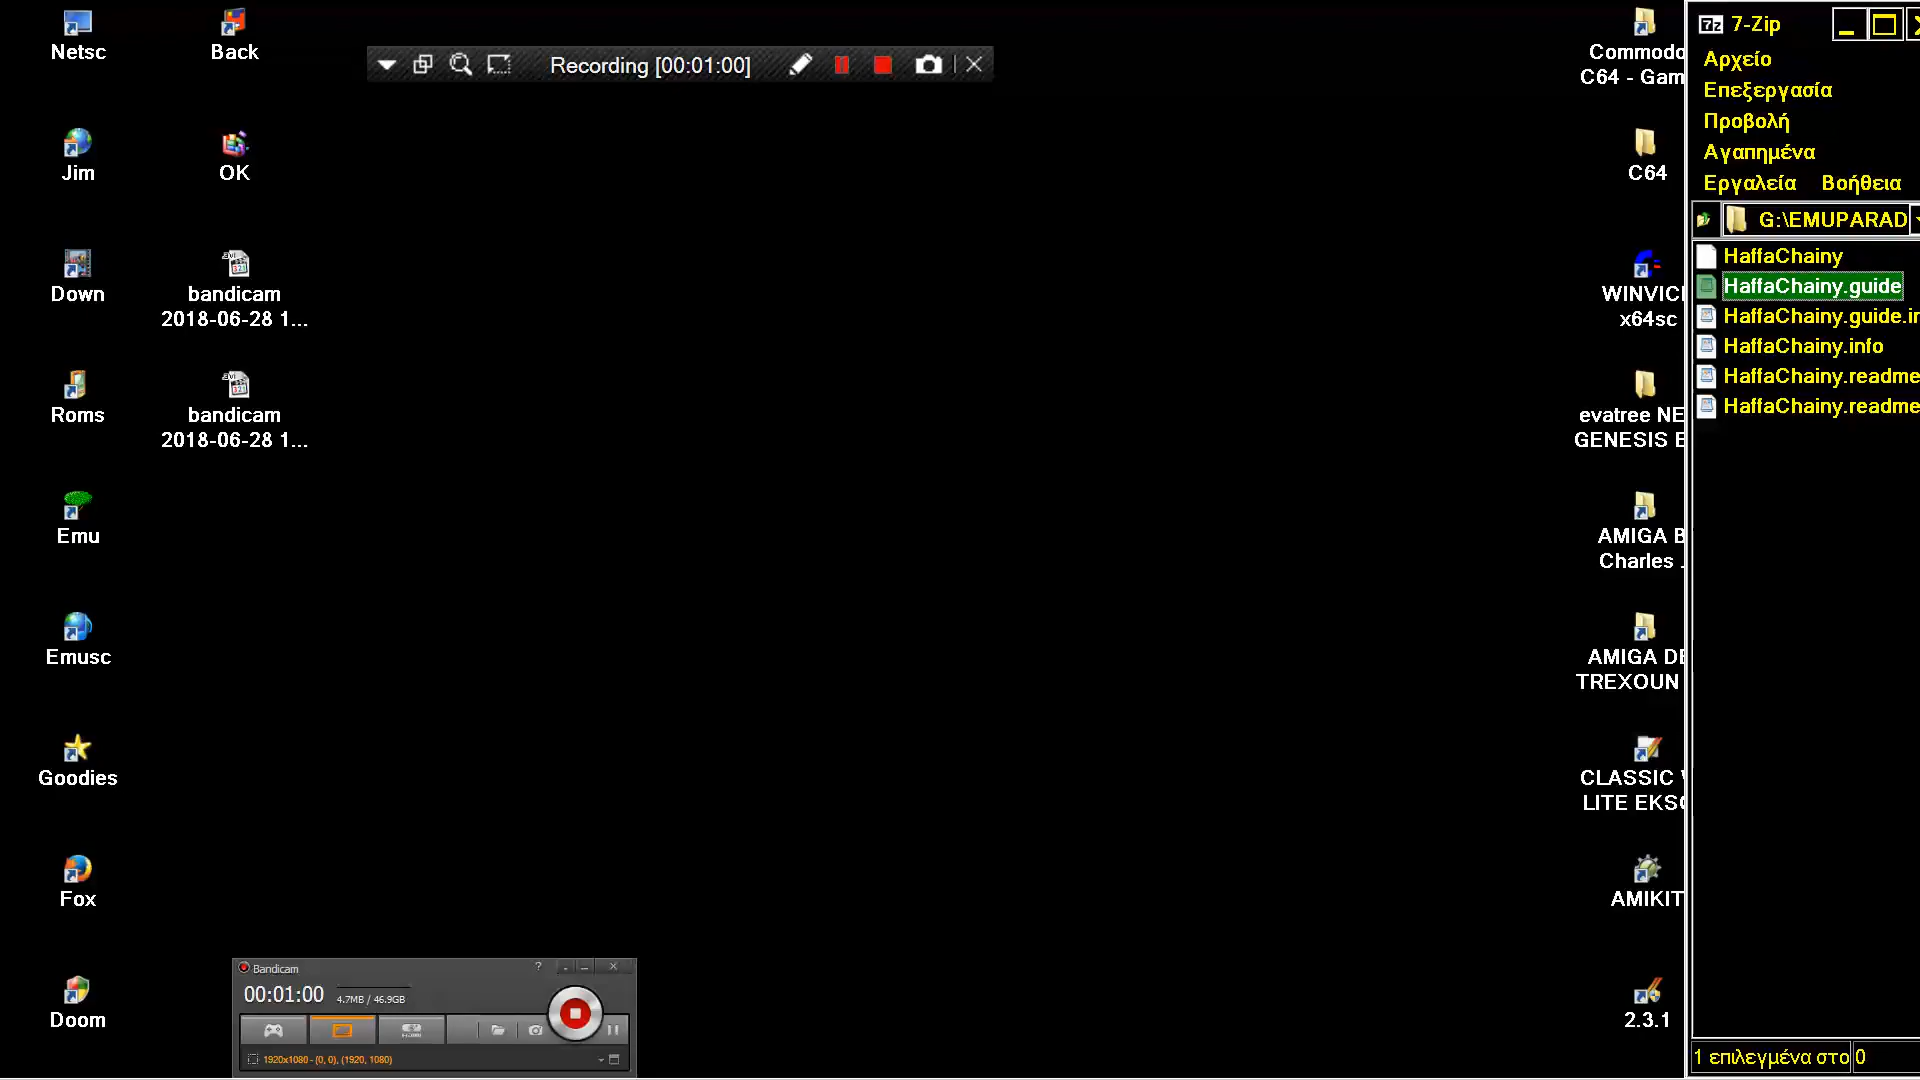 Netsc
Back
Recording [00:01:00]
Commodo
C64 - Gam
7-Zip
Αρχείο
Επεξεργασία
Προβολή
Αγαπημένα
Εργαλεία Βοήθεια
G:\EMUPARAD
HaffaChainy
HaffaChainy.guide
HaffaChainy.guide.in
HaffaChainy.info
HaffaChainy.readme
HaffaChainy.readme
1 επιλεγμένα στο 0
Jim
OK
C64
Down
bandicam
2018-06-28 1...
WINVIC
x64sc
Roms
bandicam
2018-06-28 1...
evatree NE
GENESIS E
Emu
AMIGA B
Charles .
Emusc
AMIGA DE
TREXOUN
Goodies
CLASSIC
LITE EKSO
Fox
AMIKIT
Doom
2.3.1
Bandicam
00:01:00
4.7MB / 46.9GB
1920x1080 - (0, 0), (1920, 1080)